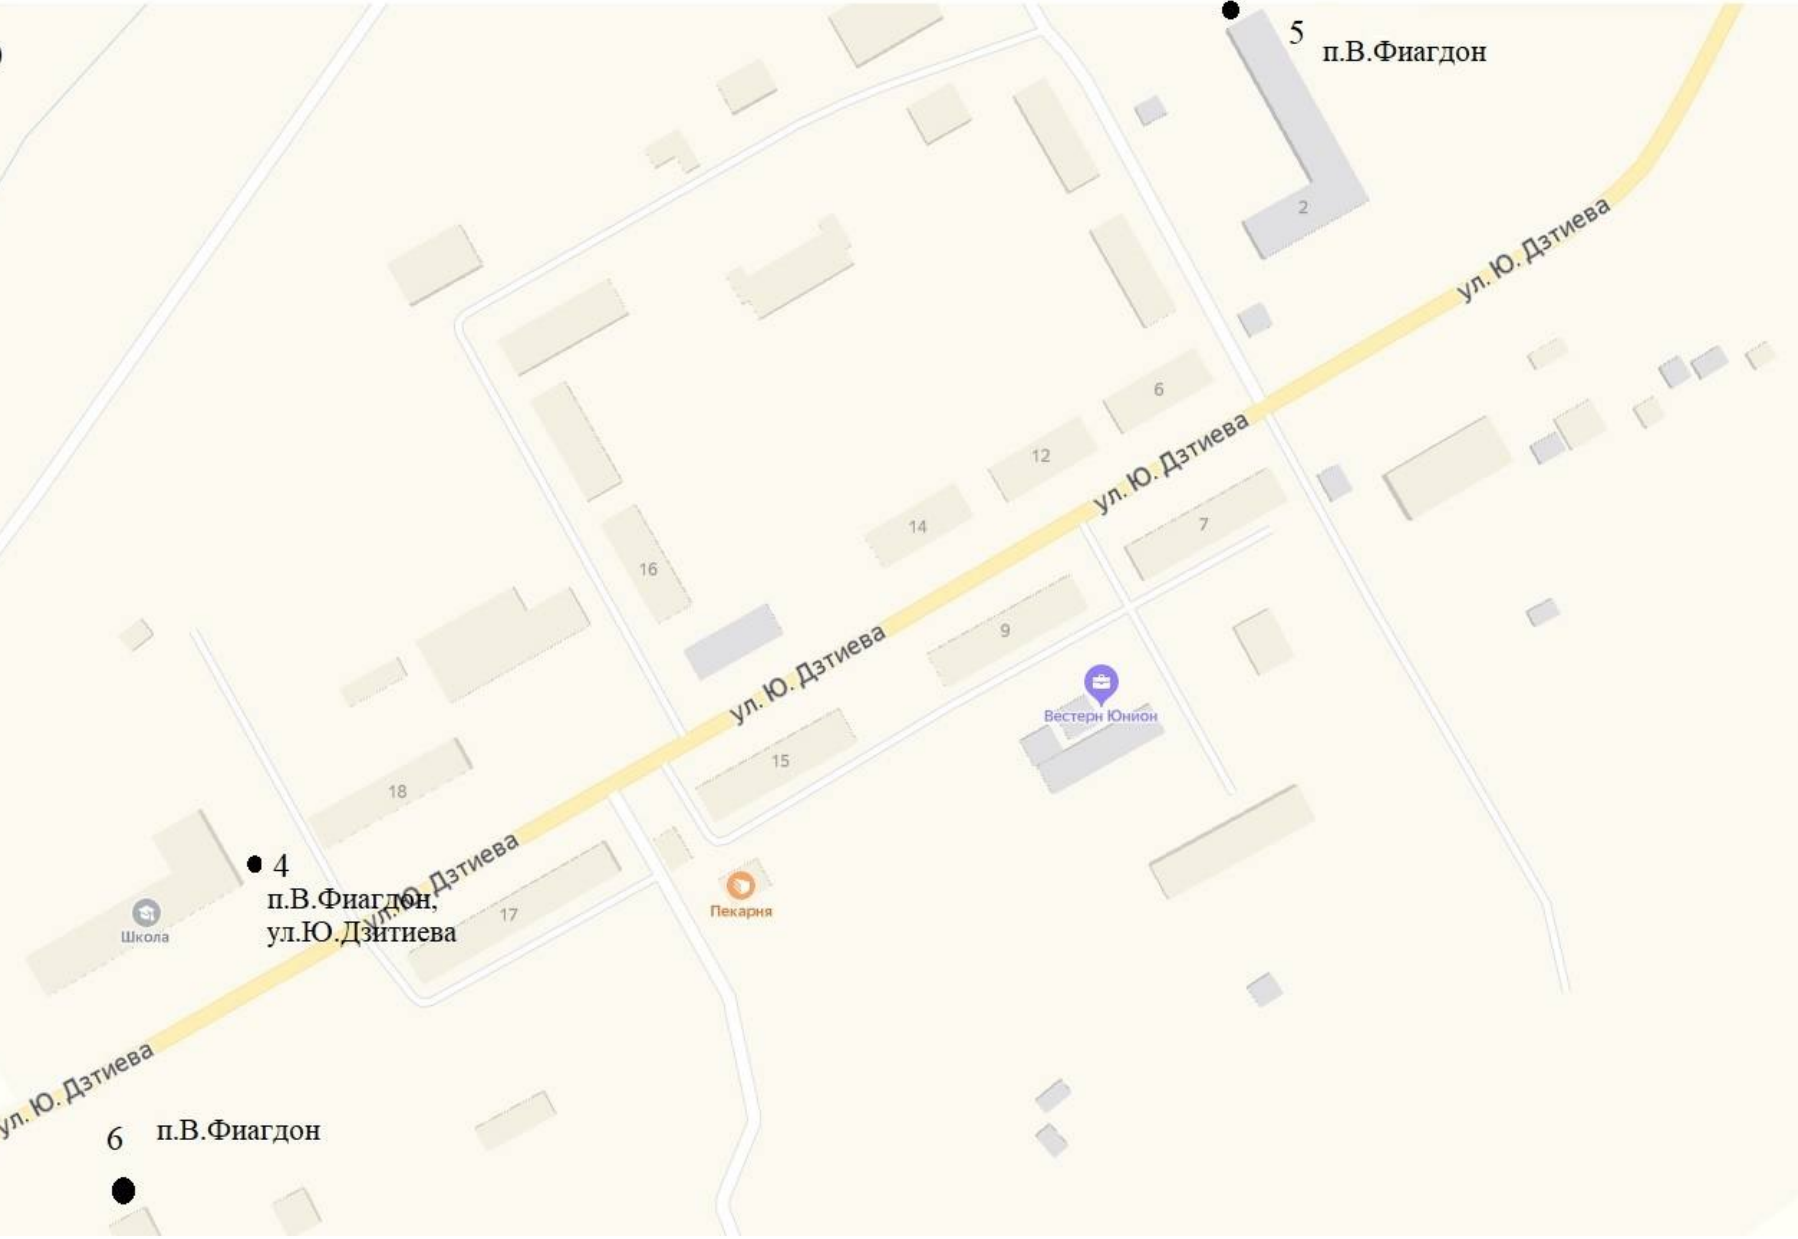 5
п.В.Фиагдон
2
ул. Ю. Дзтиева
6
ул. Ю. Дзтиева
12
7
14
16
9
ул. Ю. Дзтиева
Вестерн Юнион
15
18
ул. Ю. Дзтиева
4
п.В.Фиагдон,
ул.Ю.Дзитиева
17
Пекарня
Школа
ул. Ю. Дзтиева
6
п.В.Фиагдон